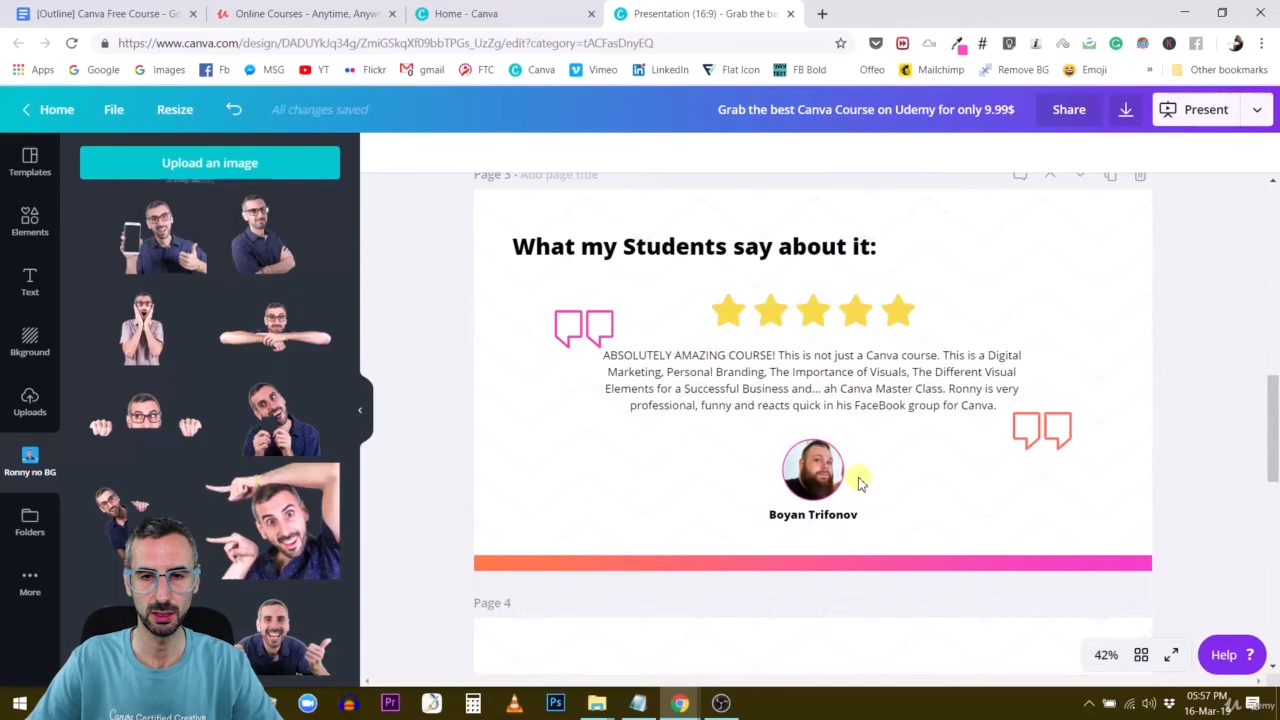 [Outline] Canva Free Course - Go
Online Courses - Anytime, Anyw
Home - Canva
Presentation (16:9) - Grab the be
https://www.canva.com/design/DADUYkJq34g/ZmGSkqXf09bbTPGs_UzZg/edit?category=tACFasDnyEQ
Apps Google Images Fb MSG YT Flickr gmail FTC Canva Vimeo LinkedIn Flat Icon FB Bold Offeo Mailchimp Remove BG Emoji » Other bookmarks
Home File Resize All changes saved Grab the best Canva Course on Udemy for only 9.99$ Share Present
Templates
Elements
Text
Bkground
Uploads
Ronny no BG
Folders
More
Upload an image
Page 3 - Add page title
What my Students say about it:
ABSOLUTELY AMAZING COURSE! This is not just a Canva course. This is a Digital
Marketing, Personal Branding, The Importance of Visuals, The Different Visual
Elements for a Successful Business and... ah Canva Master Class. Ronny is very
professional, funny and reacts quick in his FaceBook group for Canva.
Boyan Trifonov
Page 4
42%
Help ?
Canva Certified Creative
Pr
Ps
05:57 PM
16-Mar-19